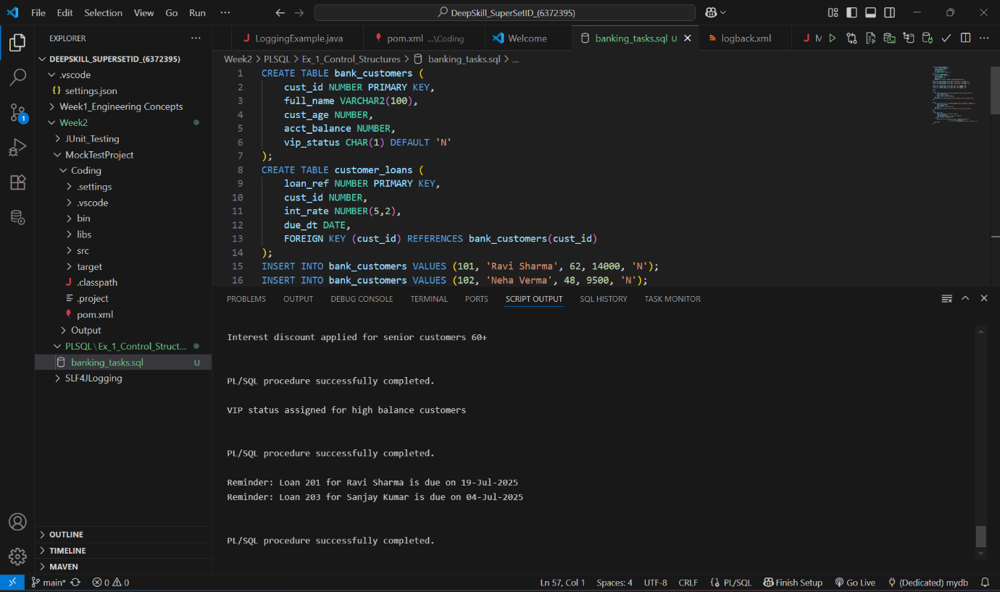 File Edit Selection View Go Run ··· DeepSkill_SuperSetID_(6372395)
EXPLORER ···
DEEPSKILL_SUPERSETID_(6372395)
.vscode
{} settings.json
Week1_Engineering Concepts
Week2
JUnit_Testing
MockTestProject
Coding
.settings
.vscode
bin
libs
src
target
J .classpath
.project
pom.xml
Output
PLSQL\Ex_1_Control_Struct...
banking_tasks.sql U
SLF4JLogging
OUTLINE
TIMELINE
MAVEN
1
J LoggingExample.java pom.xml ...\Coding Welcome banking_tasks.sql U logback.xml J M ···
Week2 > PLSQL > Ex_1_Control_Structures > banking_tasks.sql > ...
1 CREATE TABLE bank_customers (
2 cust_id NUMBER PRIMARY KEY,
3 full_name VARCHAR2(100),
4 cust_age NUMBER,
5 acct_balance NUMBER,
6 vip_status CHAR(1) DEFAULT 'N'
7 );
8 CREATE TABLE customer_loans (
9 loan_ref NUMBER PRIMARY KEY,
10 cust_id NUMBER,
11 int_rate NUMBER(5,2),
12 due_dt DATE,
13 FOREIGN KEY (cust_id) REFERENCES bank_customers(cust_id)
14 );
15 INSERT INTO bank_customers VALUES (101, 'Ravi Sharma', 62, 14000, 'N');
16 INSERT INTO bank_customers VALUES (102, 'Neha Verma', 48, 9500, 'N');
PROBLEMS OUTPUT DEBUG CONSOLE TERMINAL PORTS SCRIPT OUTPUT SQL HISTORY TASK MONITOR
Interest discount applied for senior customers 60+
PL/SQL procedure successfully completed.
VIP status assigned for high balance customers
PL/SQL procedure successfully completed.
Reminder: Loan 201 for Ravi Sharma is due on 19-Jul-2025
Reminder: Loan 203 for Sanjay Kumar is due on 04-Jul-2025
PL/SQL procedure successfully completed.
main* 0 0 Ln 57, Col 1 Spaces: 4 UTF-8 CRLF PL/SQL Finish Setup Go Live (Dedicated) mydb